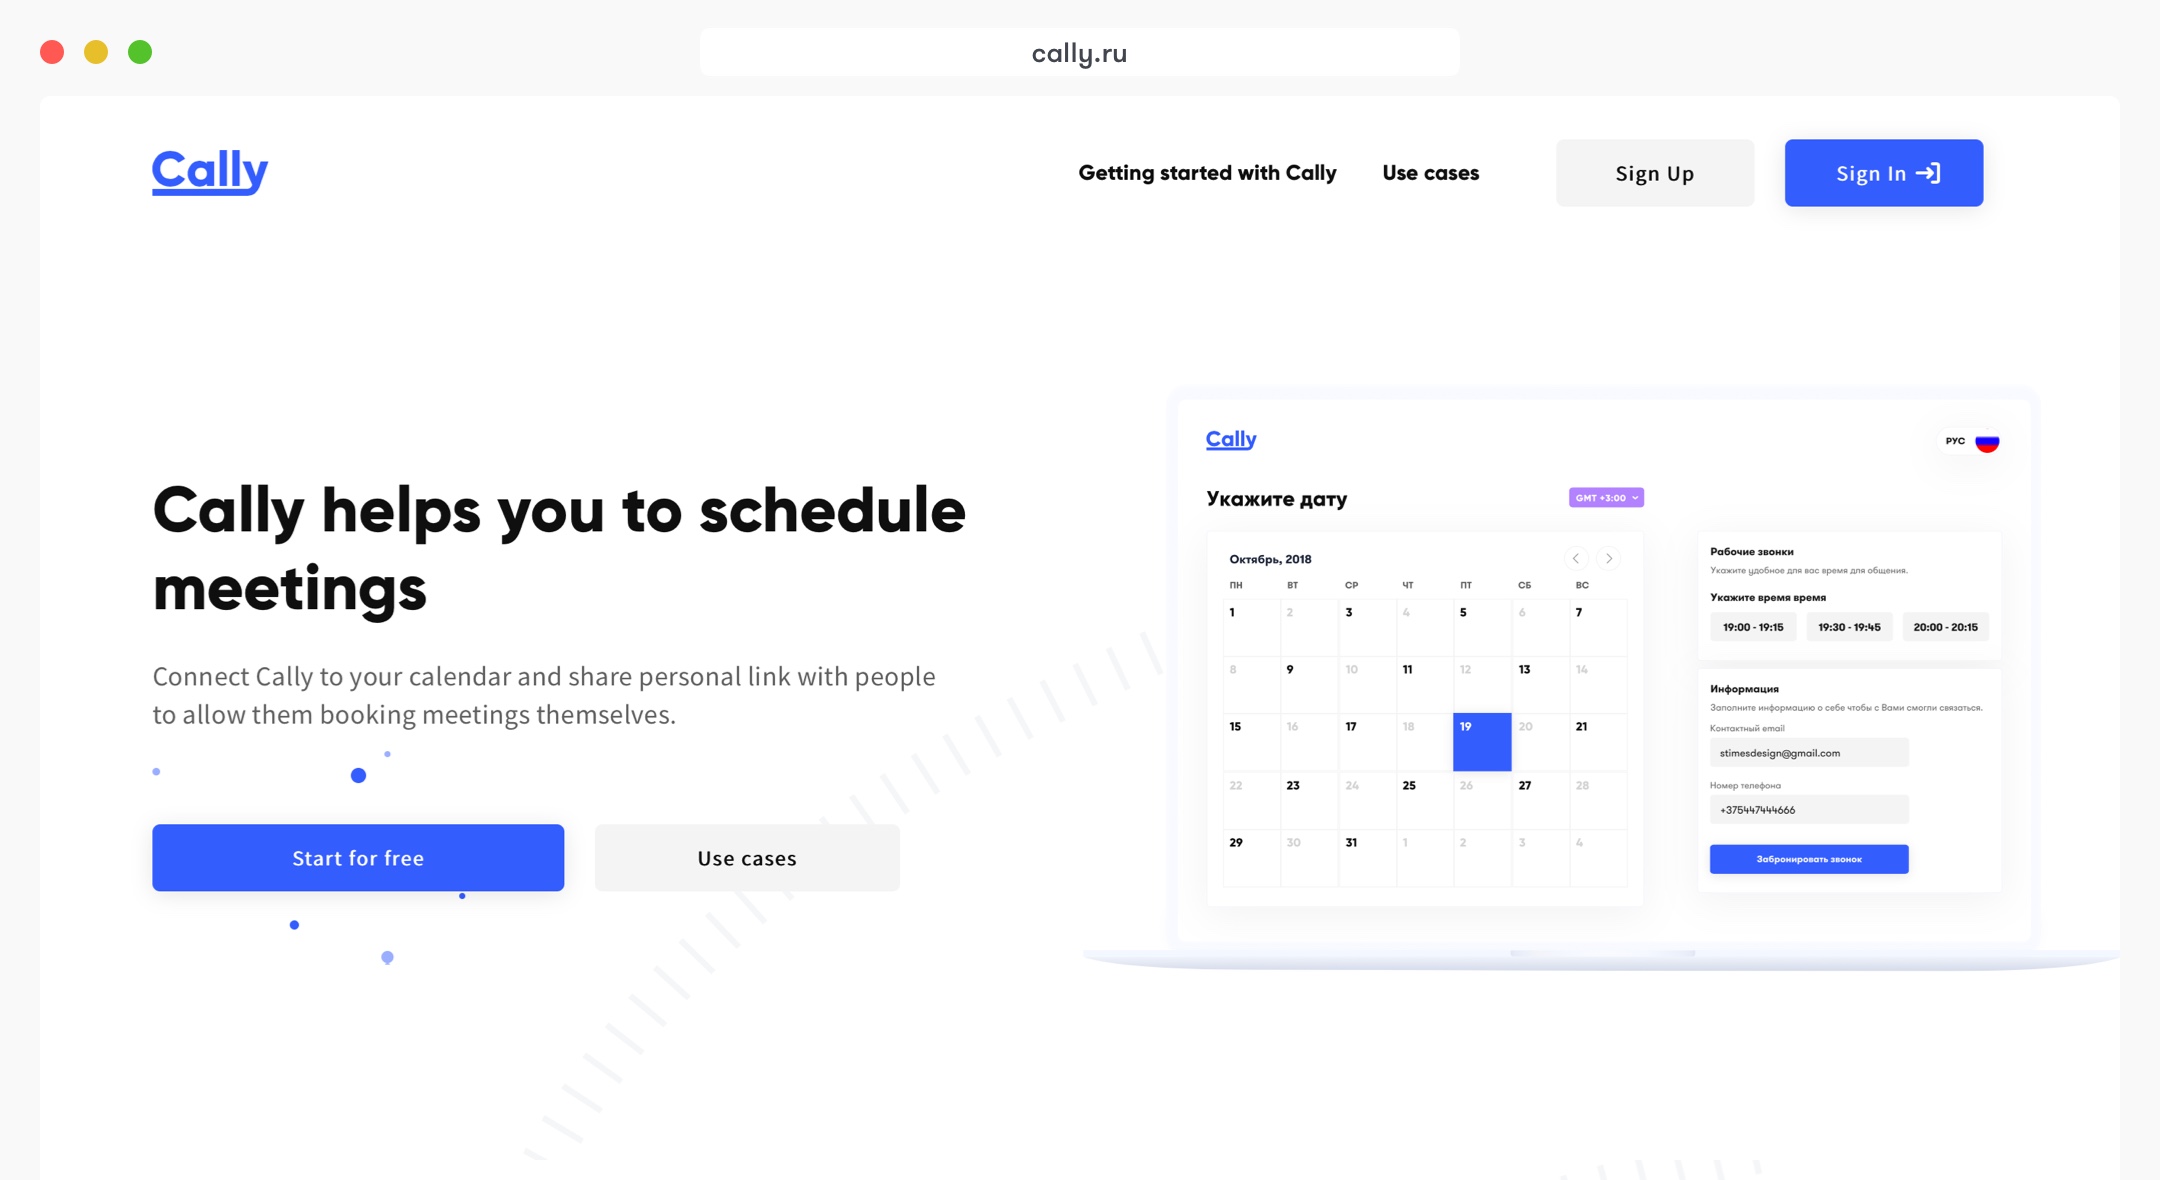 cally.ru
Cally
Getting started with Cally
Use cases
Sign Up
Sign In
Cally helps you to schedule
meetings
Connect Cally to your calendar and share personal link with people
to allow them booking meetings themselves.
Start for free
Use cases
Cally
РУС
Укажите дату
GMT +3:00
Октябрь, 2018
ПН ВТ СР ЧТ ПТ СБ ВС
1 2 3 4 5 6 7
8 9 10 11 12 13 14
15 16 17 18 19 20 21
22 23 24 25 26 27 28
29 30 31 1 2 3 4
Рабочие звонки
Укажите удобное для вас время для общения.
Укажите время время
19:00 - 19:15 19:30 - 19:45 20:00 - 20:15
Информация
Заполните информацию о себе чтобы с Вами смогли связаться.
Контактный email
stimesdesign@gmail.com
Номер телефона
+375447444666
Забронировать звонок